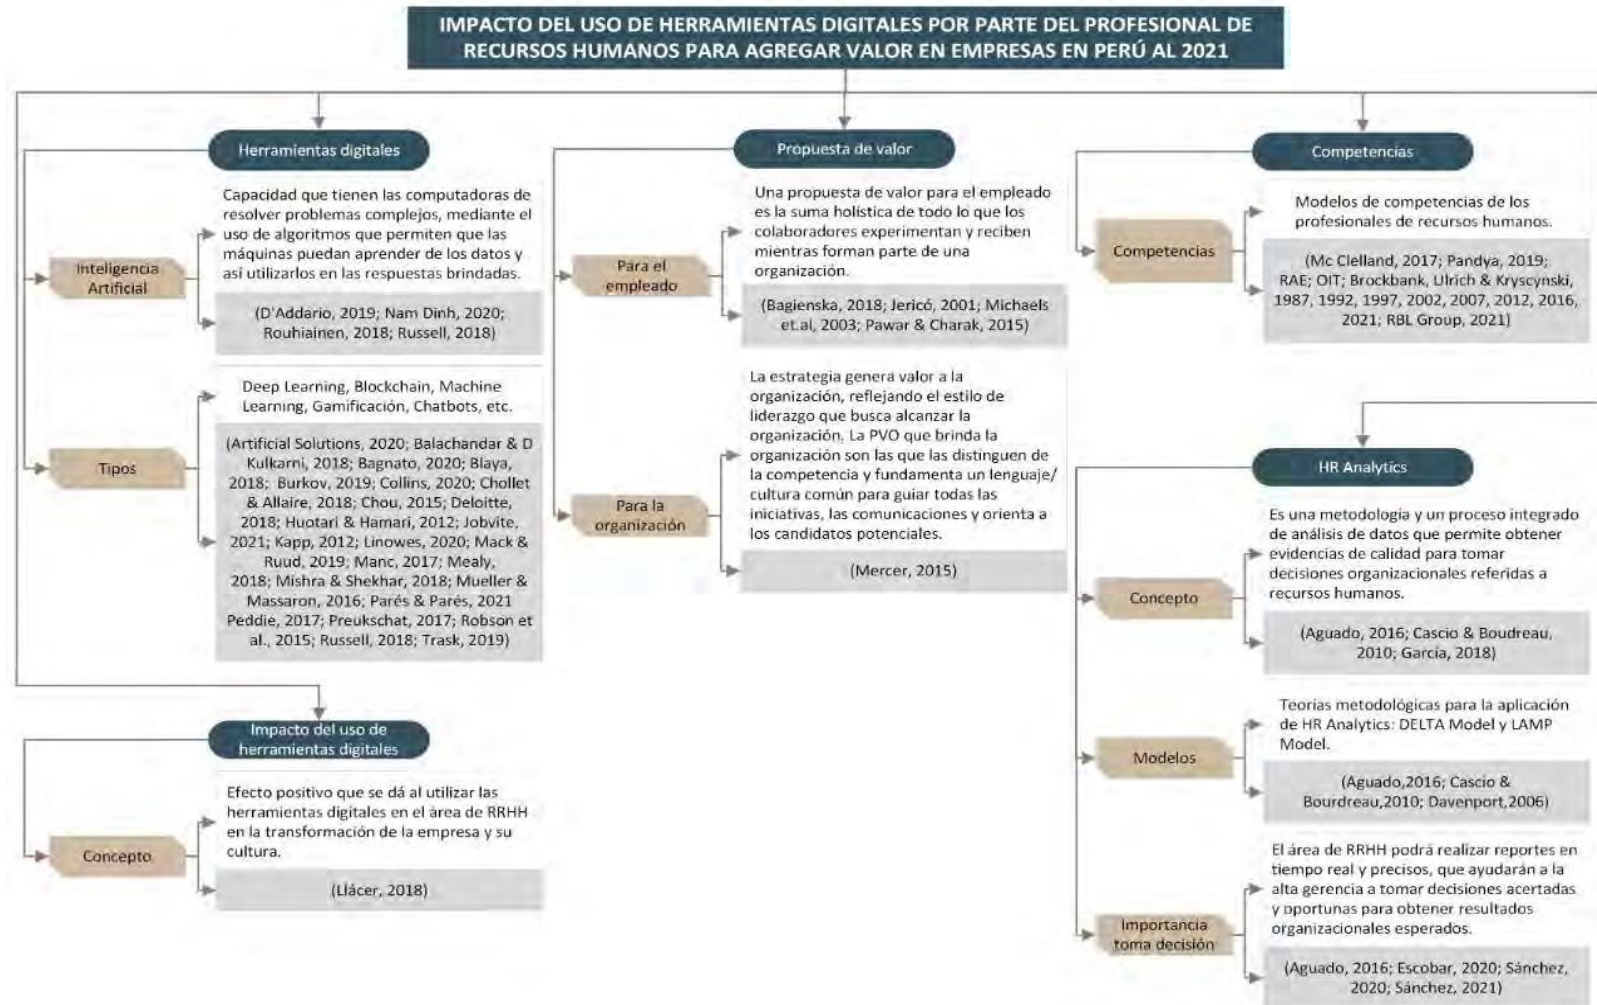 IMPACTO DEL USO DE HERRAMIENTAS DIGITALES POR PARTE DEL PROFESIONAL DE
RECURSOS HUMANOS PARA AGREGAR VALOR EN EMPRESAS EN PERÚ AL 2021
Herramientas digitales
Inteligencia
Artificial
Capacidad que tienen las computadoras de
resolver problemas complejos, mediante el
uso de algoritmos que permiten que las
máquinas puedan aprender de los datos y
así utilizarlos en las respuestas brindadas.
(D'Addario, 2019; Nam Dinh, 2020;
Rouhiainen, 2018; Russell, 2018)
Tipos
Deep Learning, Blockchain, Machine
Learning, Gamificación, Chatbots, etc.
(Artificial Solutions, 2020; Balachandar & D
Kulkarni, 2018; Bagnato, 2020; Blaya,
2018; Burkov, 2019; Collins, 2020; Chollet
& Allaire, 2018; Chou, 2015; Deloitte,
2018; Huotari & Hamari, 2012; Jobvite,
2021; Kapp, 2012; Linowes, 2020; Mack &
Ruud, 2019; Manc, 2017; Mealy,
2018; Mishra & Shekhar, 2018; Mueller &
Massaron, 2016; Parés & Parés, 2021
Peddie, 2017; Preukschat, 2017; Robson et
al., 2015; Russell, 2018; Trask, 2019)
Impacto del uso de
herramientas digitales
Concepto
Efecto positivo que se dá al utilizar las
herramientas digitales en el área de RRHH
en la transformación de la empresa y su
cultura.
(Llácer, 2018)
Propuesta de valor
Para el
empleado
Una propuesta de valor para el empleado
es la suma holística de todo lo que los
colaboradores experimentan y reciben
mientras forman parte de una
organización.
(Bagienska, 2018; Jericó, 2001; Michaels
et.al, 2003; Pawar & Charak, 2015)
Para la
organización
La estrategia genera valor a la
organización, reflejando el estilo de
liderazgo que busca alcanzar la
organización. La PVO que brinda la
organización son las que las distinguen de
la competencia y fundamenta un lenguaje/
cultura común para guiar todas las
iniciativas, las comunicaciones y orienta a
los candidatos potenciales.
(Mercer, 2015)
Competencias
Competencias
Modelos de competencias de los
profesionales de recursos humanos.
(Mc Clelland, 2017; Pandya, 2019;
RAE; OIT; Brockbank, Ulrich & Kryscynski,
1987, 1992, 1997, 2002, 2007, 2012, 2016,
2021; RBL Group, 2021)
HR Analytics
Concepto
Es una metodología y un proceso integrado
de análisis de datos que permite obtener
evidencias de calidad para tomar
decisiones organizacionales referidas a
recursos humanos.
(Aguado, 2016; Cascio & Boudreau,
2010; García, 2018)
Modelos
Teorías metodológicas para la aplicación
de HR Analytics: DELTA Model y LAMP
Model.
(Aguado,2016; Cascio &
Bourdreau,2010; Davenport,2006)
Importancia
toma decisión
El área de RRHH podrá realizar reportes en
tiempo real y precisos, que ayudarán a la
alta gerencia a tomar decisiones acertadas
y oportunas para obtener resultados
organizacionales esperados.
(Aguado, 2016; Escobar, 2020; Sánchez,
2020; Sánchez, 2021)